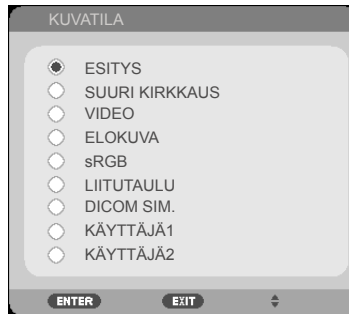 KUVATILA
ESITYS
SUURI KIRKKAUS
VIDEO
ELOKUVA
sRGB
LIITUTAULU
DICOM SIM.
KÄYTTÄJÄ1
KÄYTTÄJÄ2
ENTER EXIT